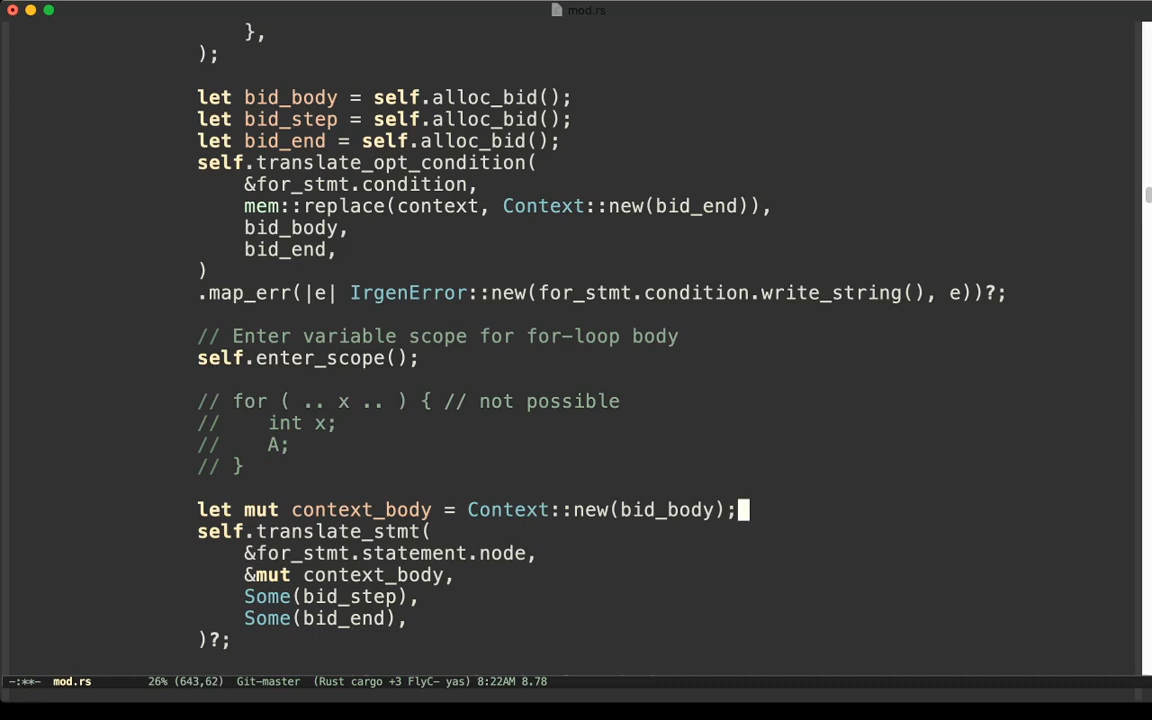 mod.rs
},
);
let bid_body = self.alloc_bid();
let bid_step = self.alloc_bid();
let bid_end = self.alloc_bid();
self.translate_opt_condition(
&for_stmt.condition,
mem::replace(context, Context::new(bid_end)),
bid_body,
bid_end,
)
.map_err(|e| IrgenError::new(for_stmt.condition.write_string(), e))?;
// Enter variable scope for for-loop body
self.enter_scope();
// for ( .. x .. ) { // not possible
//    int x;
//    A;
// }
let mut context_body = Context::new(bid_body);
self.translate_stmt(
&for_stmt.statement.node,
&mut context_body,
Some(bid_step),
Some(bid_end),
)?;
-:**-  mod.rs  26% (643,62)  Git-master  (Rust cargo +3 FlyC- yas) 8:22AM 8.78